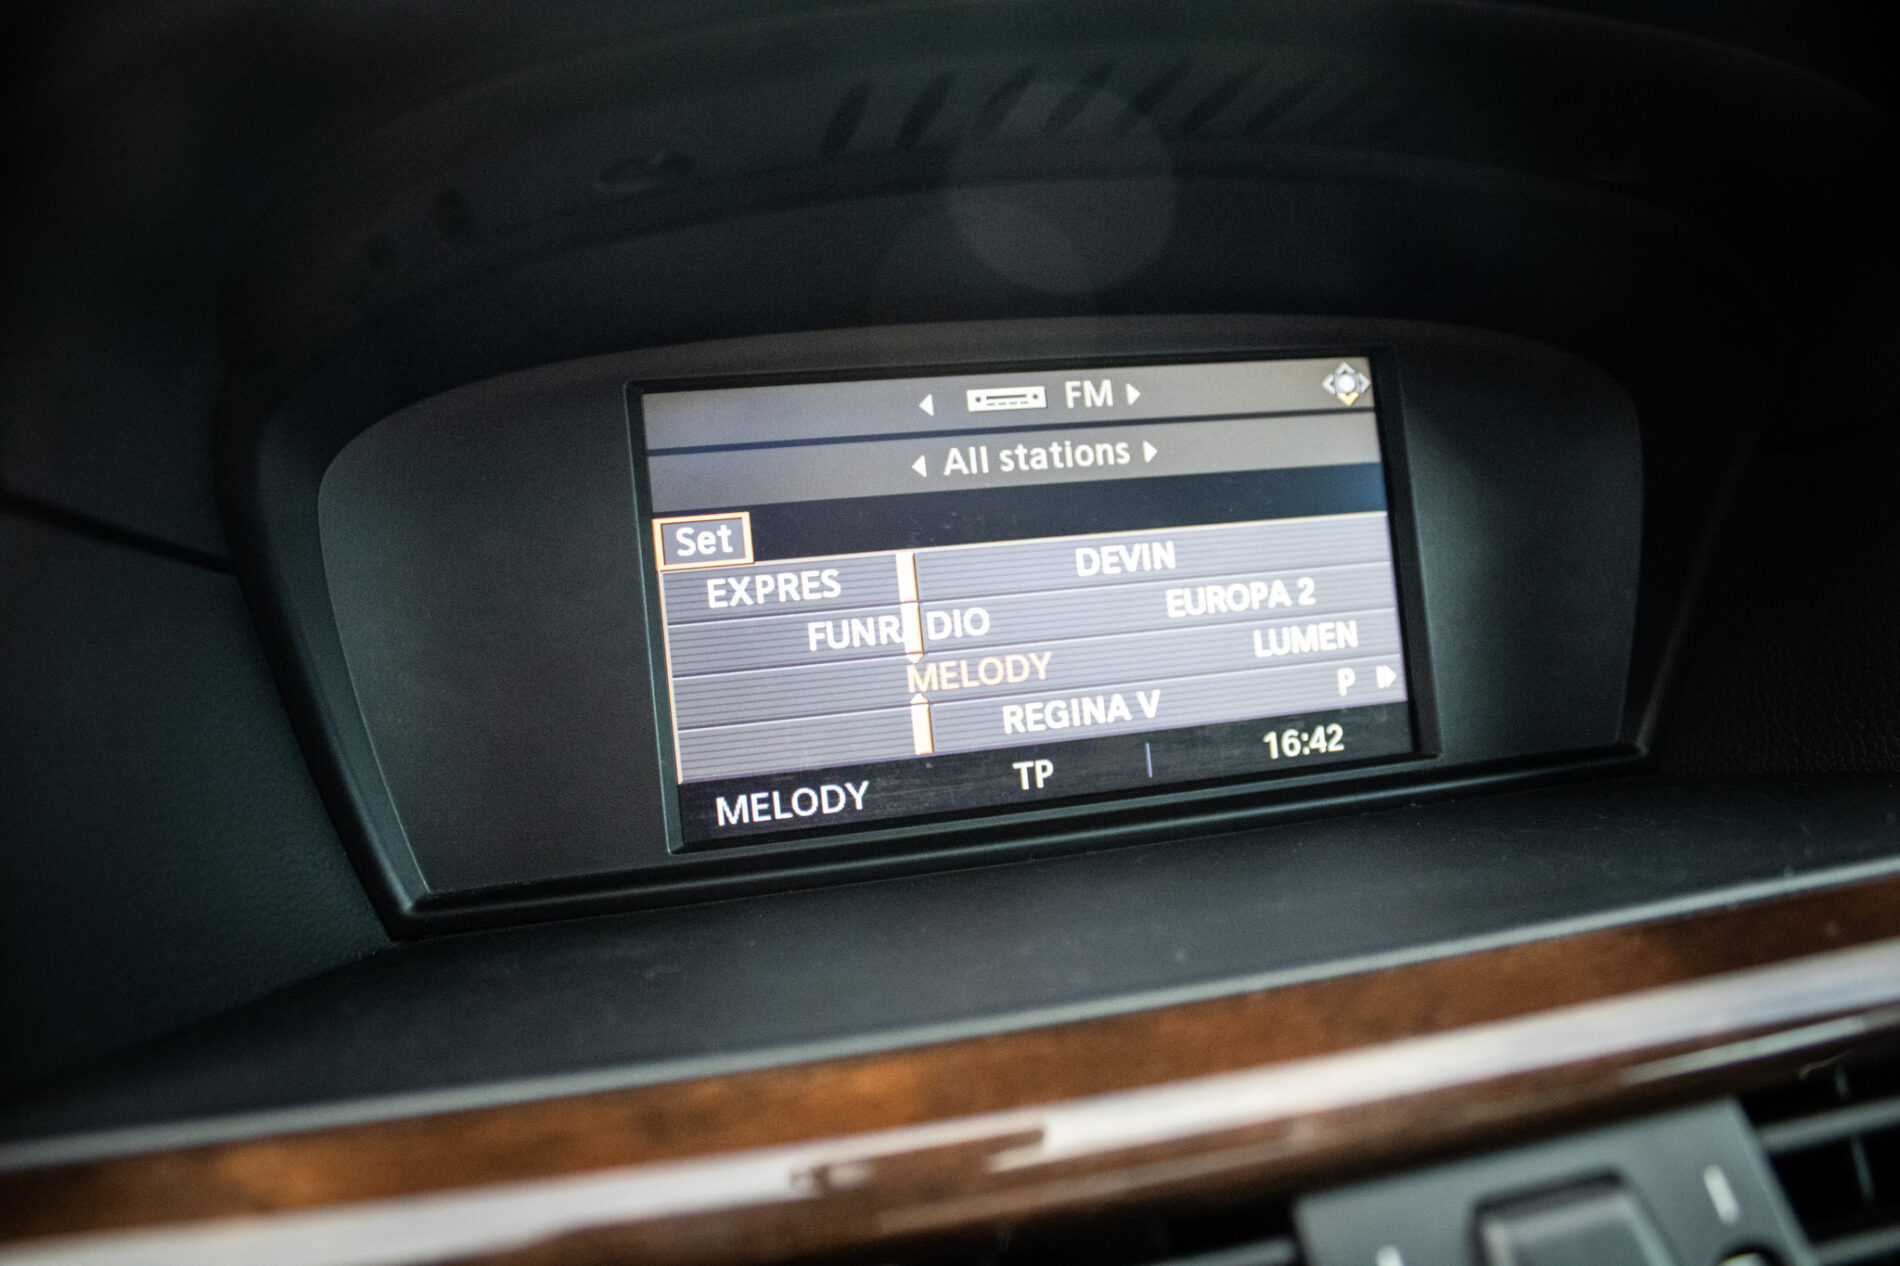 FM
All stations
Set
EXPRES DEVIN
FUNRADIO EUROPA 2
MELODY LUMEN
REGINA V P
MELODY TP 16:42